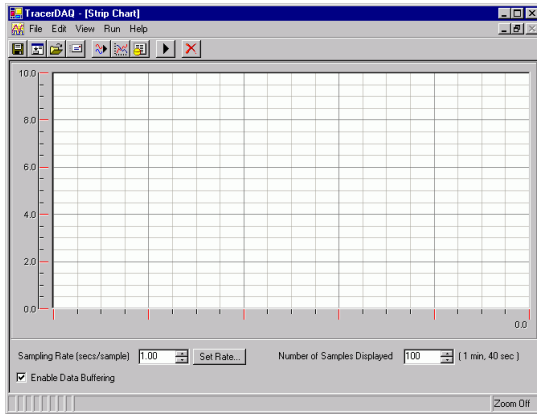 TracerDAQ - [Strip Chart]
File Edit View Run Help
10.0
8.0
6.0
4.0
2.0
0.0
0.0
Sampling Rate (secs/sample) 1.00 Set Rate... Number of Samples Displayed 100 ( 1 min, 40 sec )
Enable Data Buffering
Zoom Off